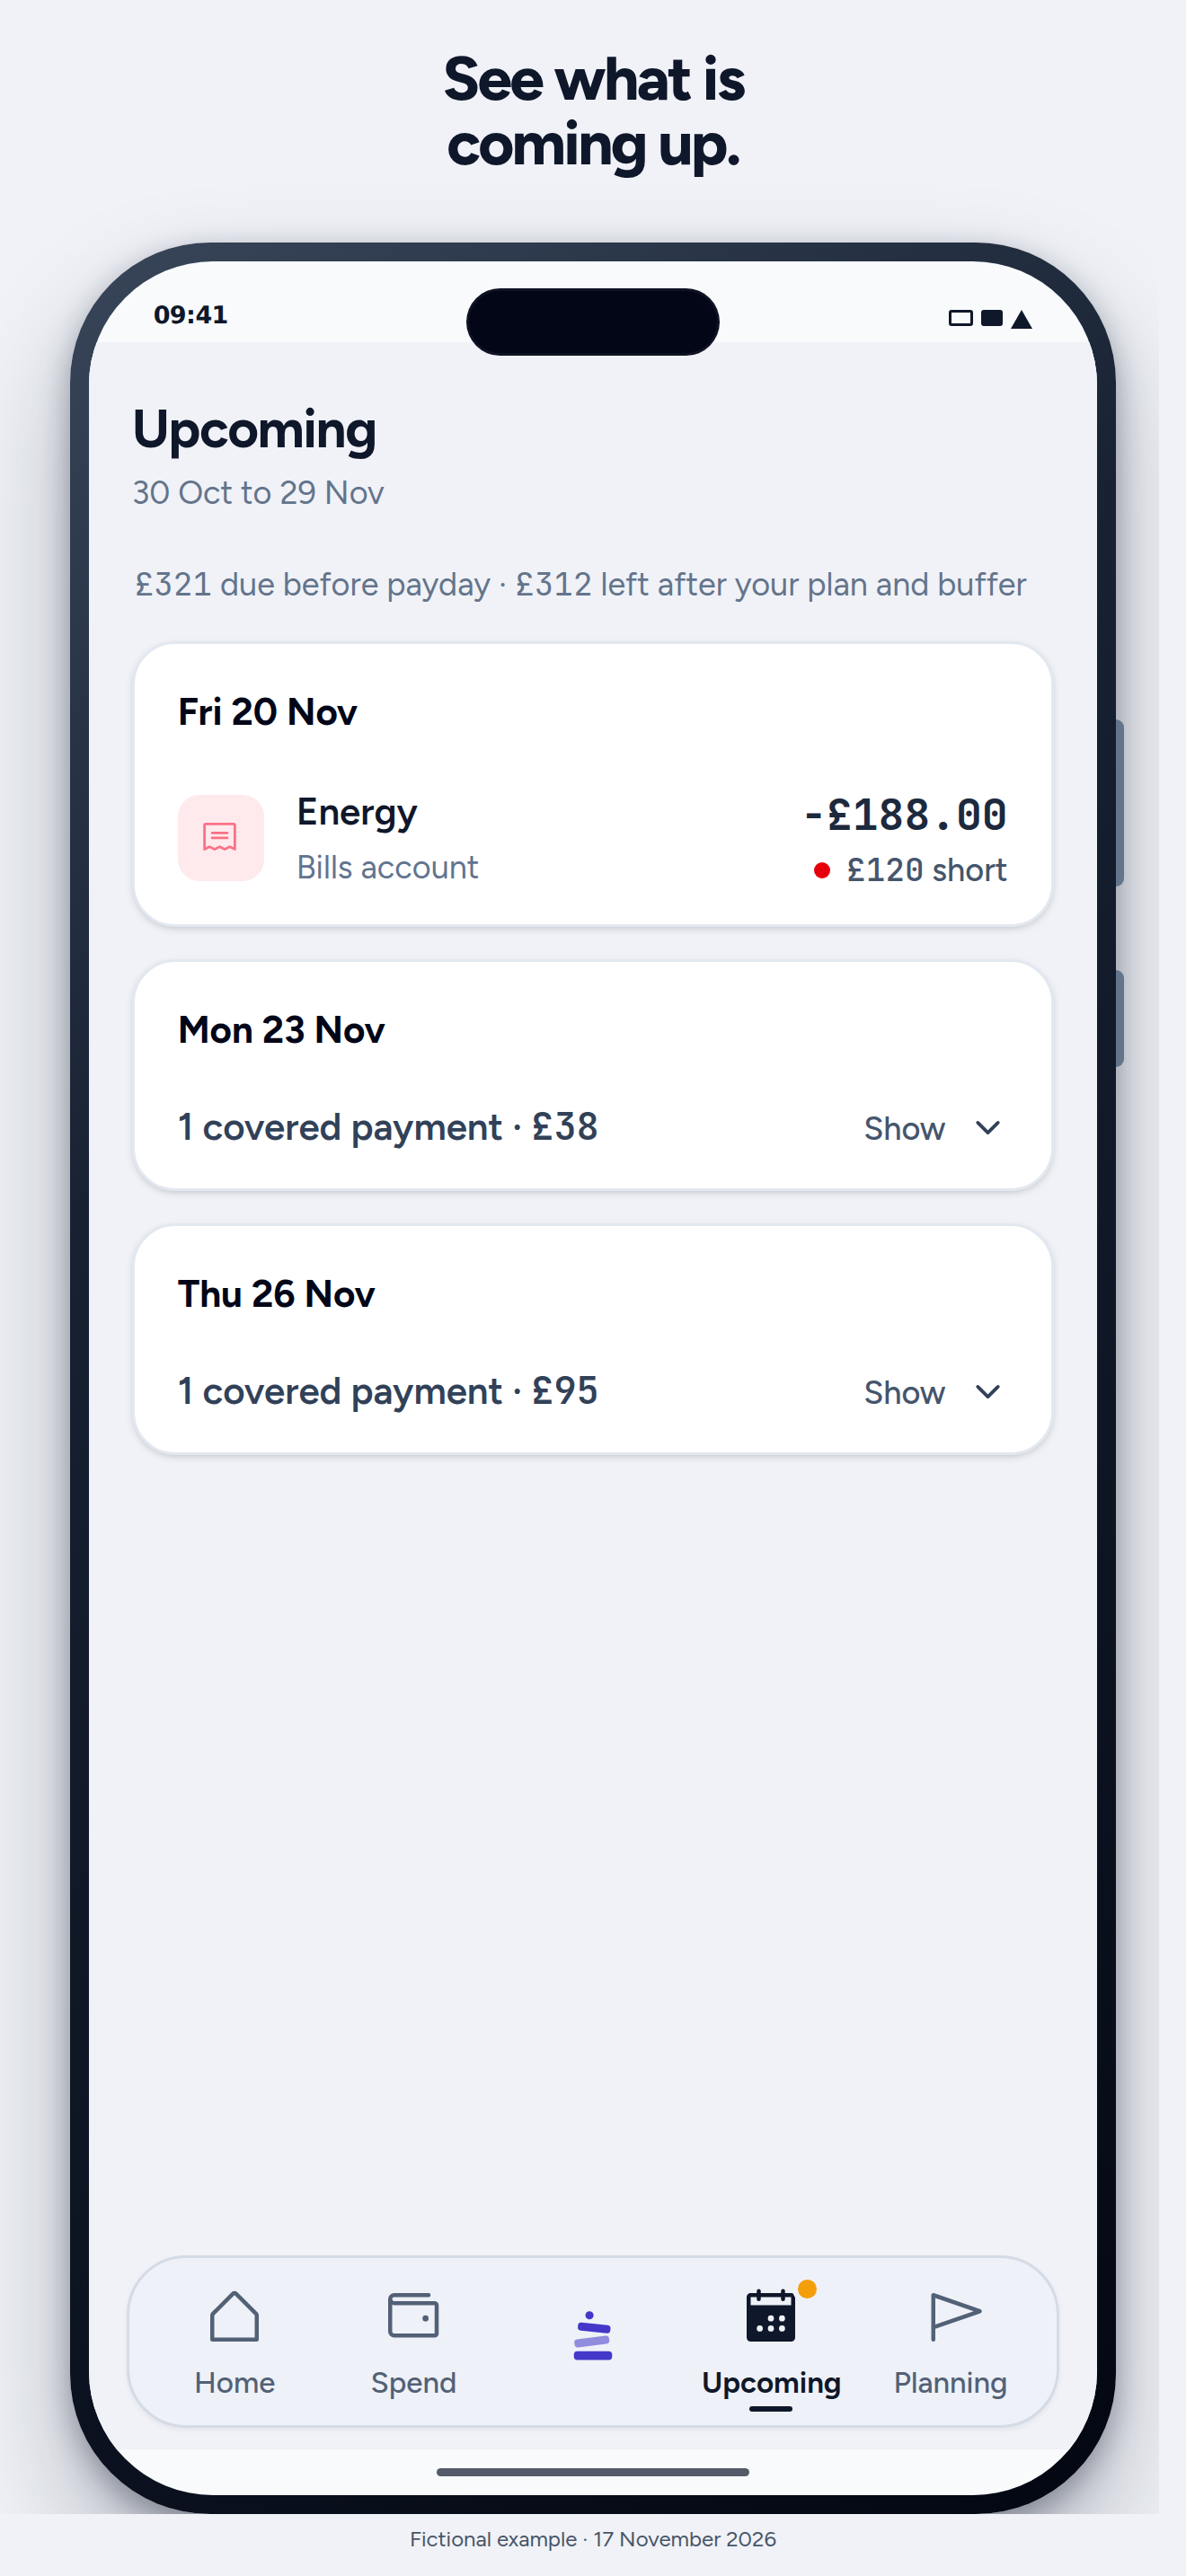 See what is
coming up.
09:41
Upcoming
30 Oct to 29 Nov
£321 due before payday · £312 left after your plan and buffer
Fri 20 Nov
Energy
-£188.00
Bills account
£120 short
Mon 23 Nov
1 covered payment · £38
Show
Thu 26 Nov
1 covered payment · £95
Show
Home
Spend
Upcoming
Planning
Fictional example · 17 November 2026